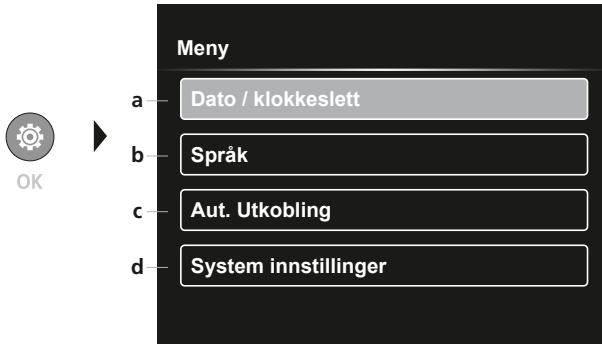 Meny
a Dato / klokkeslett
b Språk
OK
c Aut. Utkobling
d System innstillinger